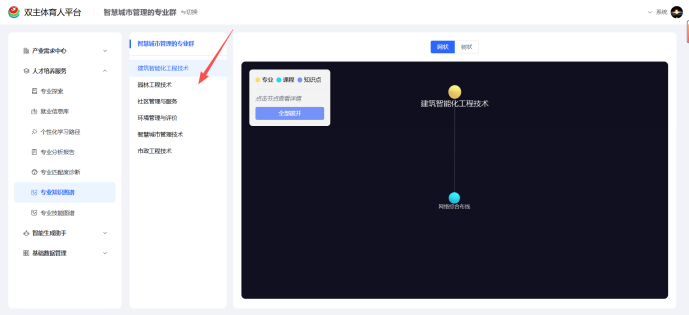 双主体育人平台
智慧城市管理的专业群 切换
系统
产业需求中心
人才培养服务
专业探索
就业信息库
个性化学习路径
专业分析报告
专业匹配度诊断
专业知识图谱
专业技能图谱
智能生成助手
基础数据管理
智慧城市管理的专业群
建筑智能化工程技术
园林工程技术
社区管理与服务
环境管理与评价
智慧城市管理技术
市政工程技术
网状 树状
专业 课程 知识点
点击节点查看详情
全部展开
建筑智能化工程技术
网络综合布线